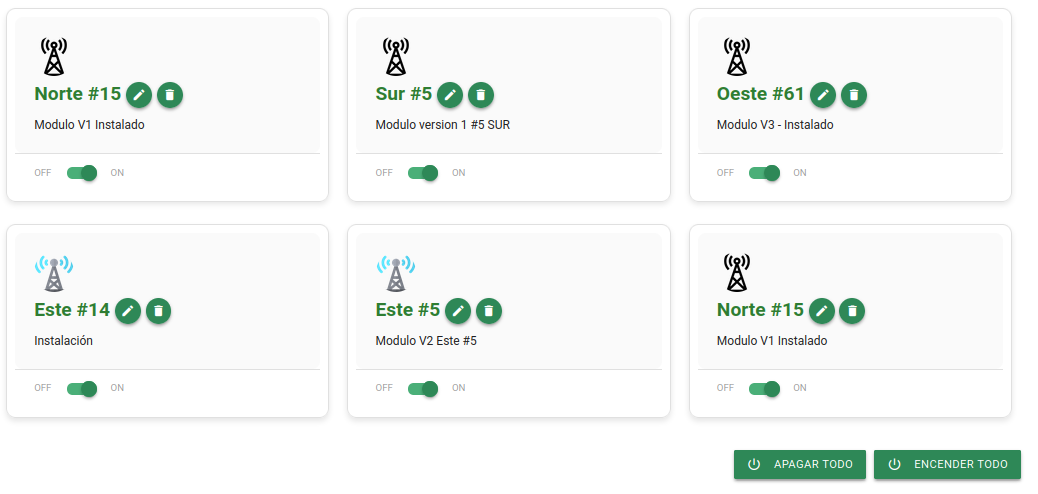 Norte #15
Modulo V1 Instalado
OFF ON
Sur #5
Modulo version 1 #5 SUR
OFF ON
Oeste #61
Modulo V3 - Instalado
OFF ON
Este #14
Instalación
OFF ON
Este #5
Modulo V2 Este #5
OFF ON
Norte #15
Modulo V1 Instalado
OFF ON
APAGAR TODO
ENCENDER TODO